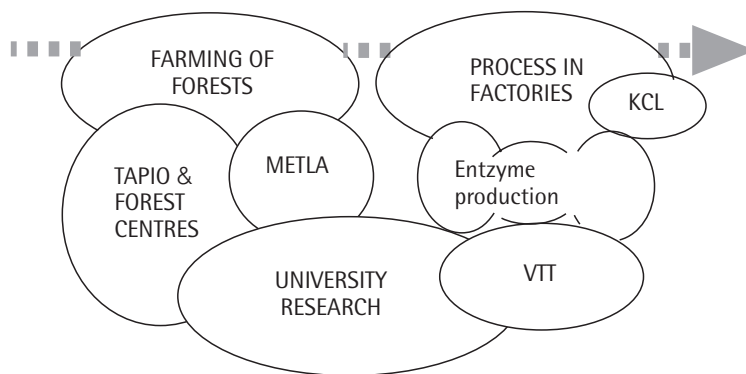 FARMING OF
FORESTS
PROCESS IN
FACTORIES
KCL
METLA
TAPIO &
FOREST
CENTRES
Entzyme
production
UNIVERSITY
RESEARCH
VTT